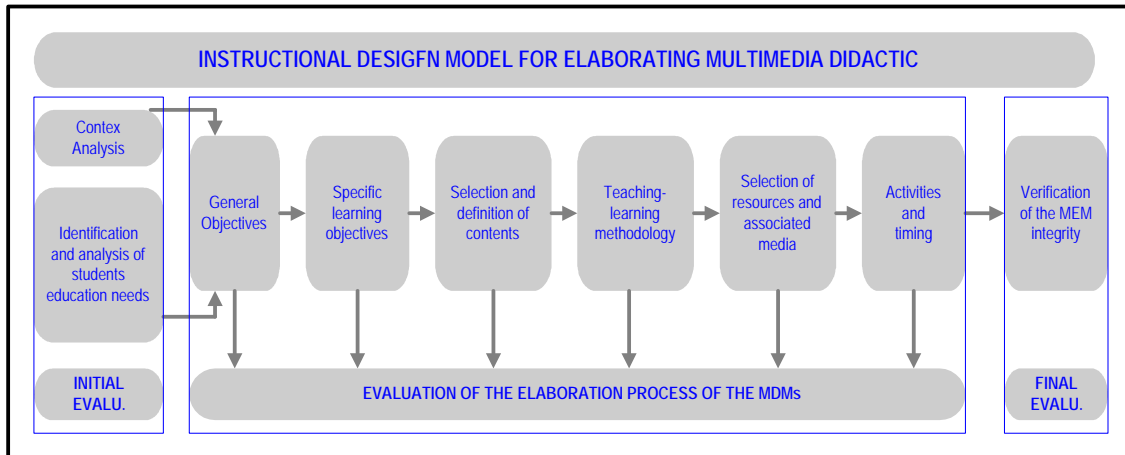 INSTRUCTIONAL DESIGFN MODEL FOR ELABORATING MULTIMEDIA DIDACTIC
Contex
Analysis
Identification
and analysis of
students
education needs
INITIAL
EVALU.
General
Objectives
Specific
learning
objectives
Selection and
definition of
contents
Teaching-
learning
methodology
Selection of
resources and
associated
media
Activities
and
timing
EVALUATION OF THE ELABORATION PROCESS OF THE MDMs
Verification
of the MEM
integrity
FINAL
EVALU.